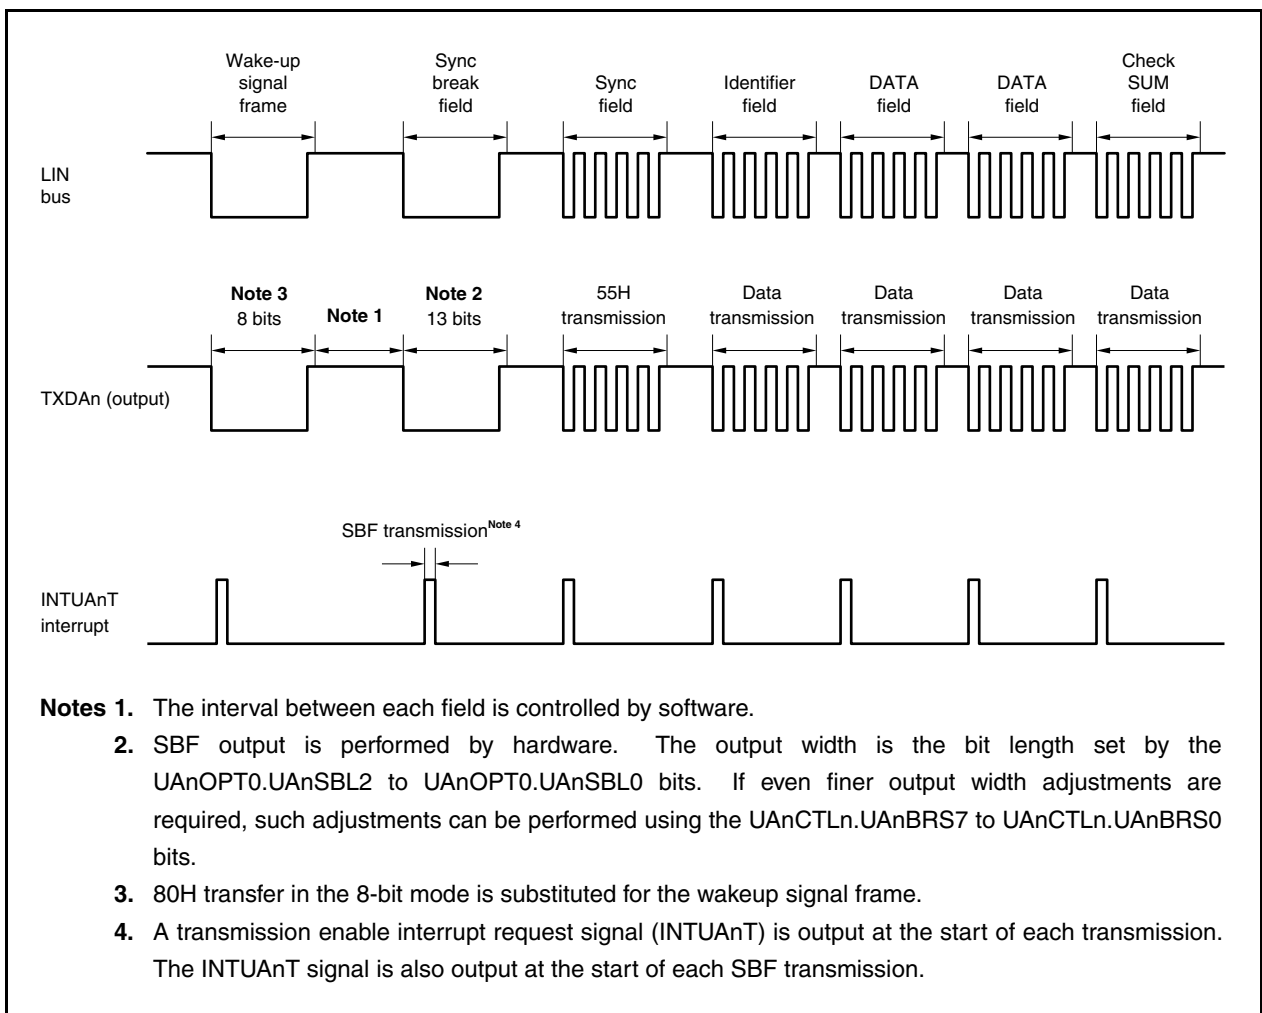 Wake-up
signal
frame
Sync
break
field
Sync
field
Identifier
field
DATA
field
DATA
field
Check
SUM
field
LIN
bus
Note 3
8 bits
Note 1
Note 2
13 bits
55H
transmission
Data
transmission
Data
transmission
Data
transmission
Data
transmission
TXDAn (output)
SBF transmission Note 4
INTUAnT
interrupt
Notes 1. The interval between each field is controlled by software.
2. SBF output is performed by hardware. The output width is the bit length set by the
UAnOPT0.UAnSBL2 to UAnOPT0.UAnSBL0 bits. If even finer output width adjustments are
required, such adjustments can be performed using the UAnCTLn.UAnBRS7 to UAnCTLn.UAnBRS0
bits.
3. 80H transfer in the 8-bit mode is substituted for the wakeup signal frame.
4. A transmission enable interrupt request signal (INTUAnT) is output at the start of each transmission.
The INTUAnT signal is also output at the start of each SBF transmission.